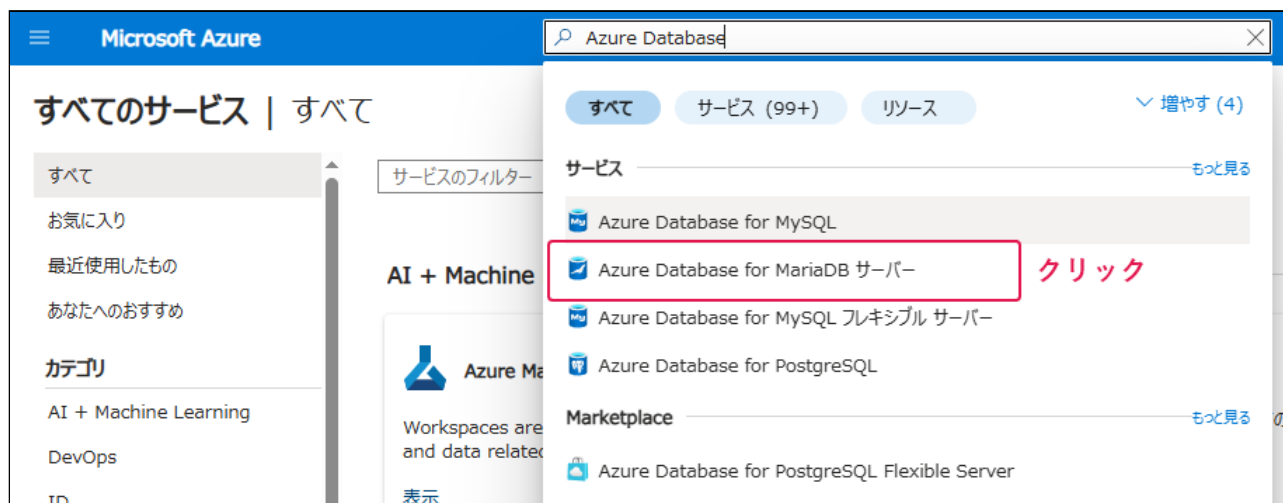 Microsoft Azure
Azure Database
すべてのサービス | すべて
すべて
お気に入り
最近使用したもの
あなたへのおすすめ
カテゴリ
AI + Machine Learning
DevOps
ID
サービスのフィルター
AI + Machine
Azure Ma
Workspaces are
and data related
表示
すべて
サービス (99+)
リソース
増やす (4)
サービス
もっと見る
Azure Database for MySQL
Azure Database for MariaDB サーバー
クリック
Azure Database for MySQL フレキシブル サーバー
Azure Database for PostgreSQL
Marketplace
もっと見る
Azure Database for PostgreSQL Flexible Server